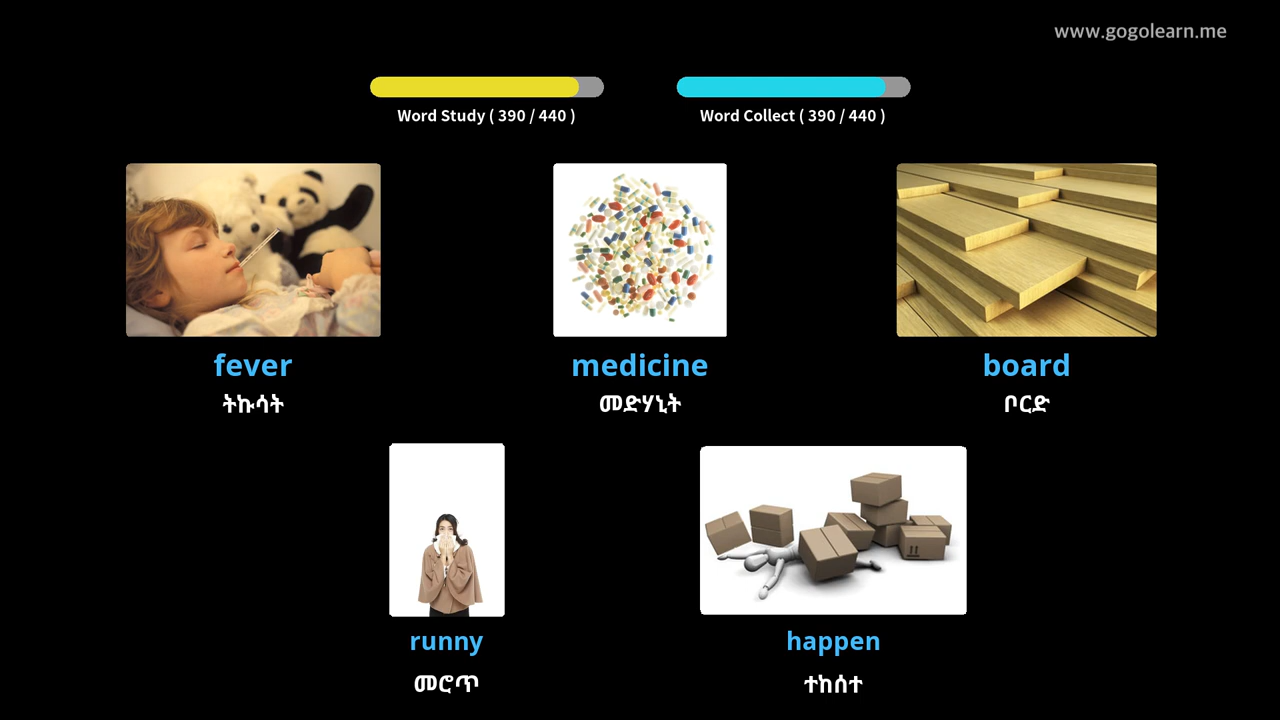 www.gogolearn.me
Word Study ( 390 / 440 )
Word Collect ( 390 / 440 )
fever
ትኩሳት
medicine
መድሃኒት
board
ቦርድ
runny
መሮጥ
happen
ተከሰተ